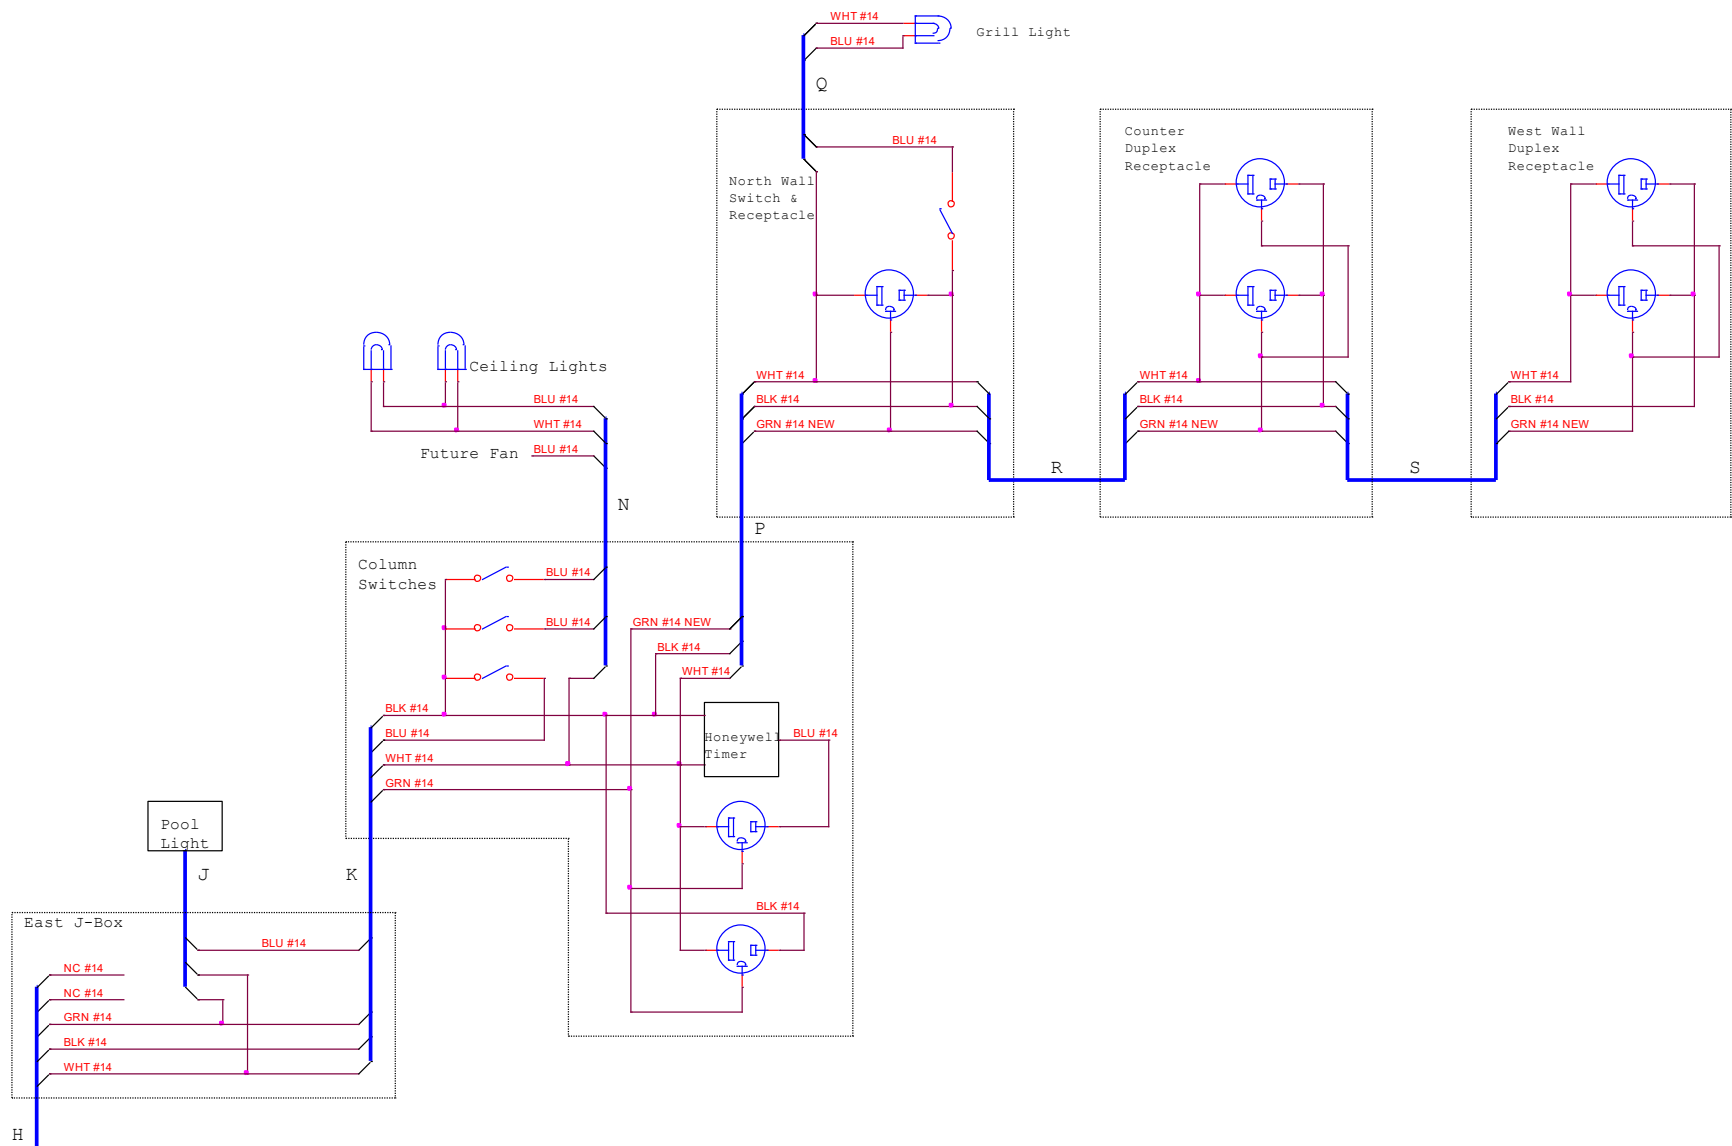 WHT #14
Grill Light
BLU #14
Q
BLU #14
North Wall
Switch &
Receptacle
WHT #14
BLK #14
GRN #14 NEW
Counter
Duplex
Receptacle
WHT #14
BLK #14
GRN #14 NEW
West Wall
Duplex
Receptacle
WHT #14
BLK #14
GRN #14 NEW
R
S
P
Ceiling Lights
BLU #14
WHT #14
Future Fan
BLU #14
N
Column
Switches
BLU #14
BLU #14
GRN #14 NEW
BLK #14
WHT #14
BLK #14
BLU #14
WHT #14
GRN #14
Honeywell
Timer
BLU #14
BLK #14
Pool
Light
J
K
East J-Box
BLU #14
NC #14
NC #14
GRN #14
BLK #14
WHT #14
H